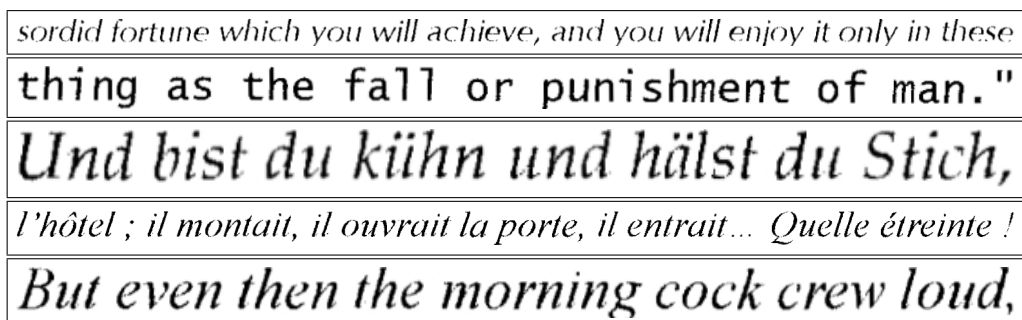 sordid fortune which you will achieve, and you will enjoy it only in these
thing as the fall or punishment of man."
Und bist du kühn und hälst du Stich,
l'hôtel ; il montait, il ouvrait la porte, il entrait... Quelle étreinte !
But even then the morning cock crew loud,